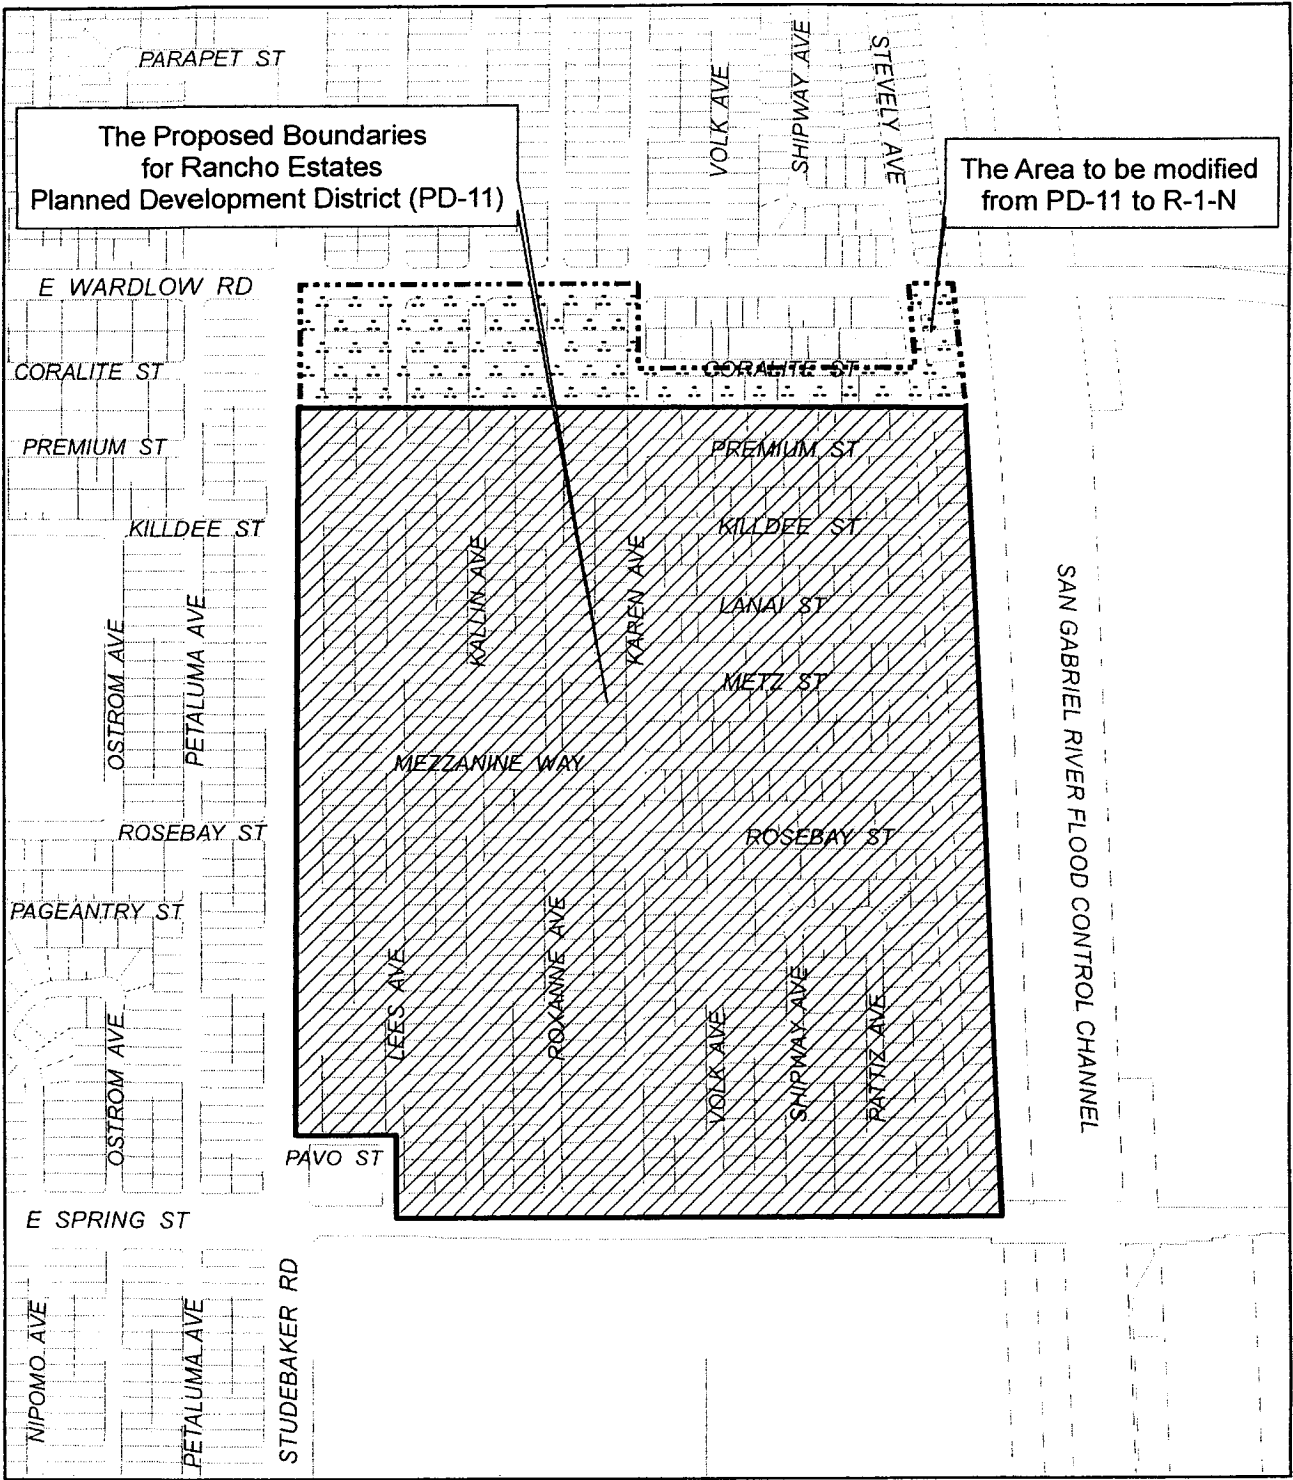 PARAPET ST
VOLK AVE
SHIPWAY AVE
STEVELY AVE
The Proposed Boundaries
for Rancho Estates
Planned Development District (PD-11)
The Area to be modified
from PD-11 to R-1-N
E WARDLOW RD
CORALITE ST
CORALITE ST
PREMIUM ST
PREMIUM ST
KILLDEE ST
KILLDEE ST
KALLIN AVE
KAREN AVE
LANAI ST
OSTROM AVE
PETALUMA AVE
METZ ST
SAN GABRIEL RIVER FLOOD CONTROL CHANNEL
MEZZANINE WAY
ROSEBAY ST
ROSEBAY ST
PAGEANTRY ST
LEES AVE
ROXANNE AVE
VOLK AVE
SHIPWAY AVE
PATTIZ AVE
OSTROM AVE
PAVO ST
E SPRING ST
NIPOMO AVE
PETALUMA AVE
STUDEBAKER RD